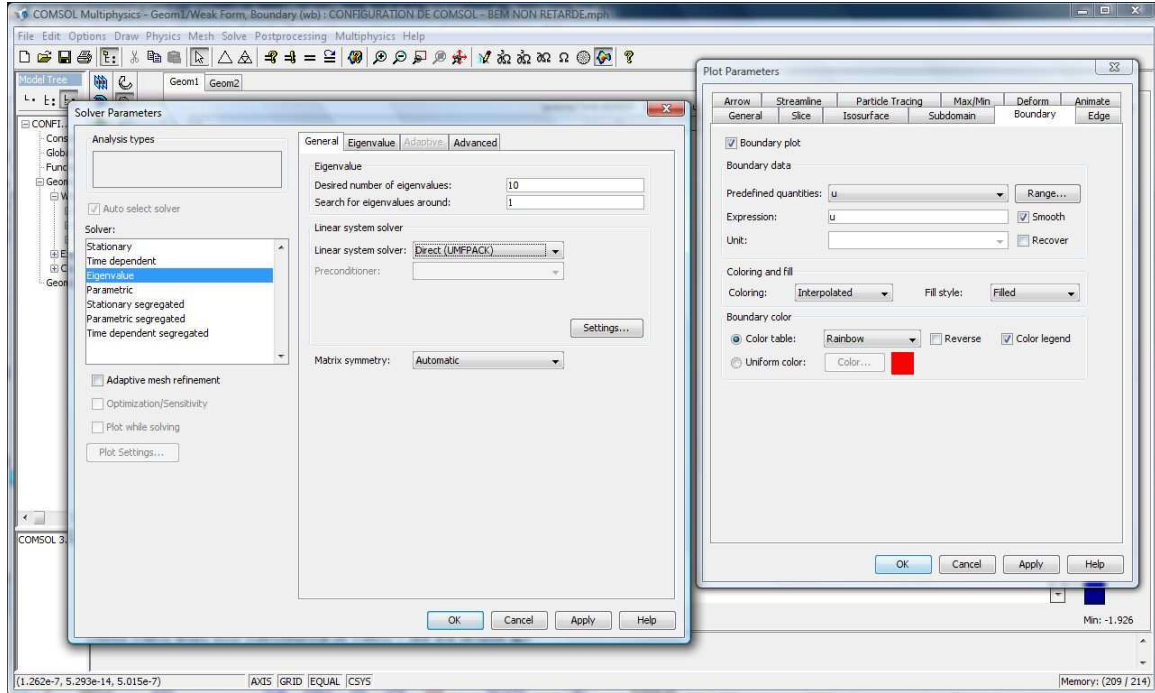 COMSOL Multiphysics - Geom1/Weak Form, Boundary (wb) : CONFIGURATION DE COMSOL - BEM NON RETARDE.mph
File Edit Options Draw Physics Mesh Solve Postprocessing Multiphysics Help
Model Tree
Geom1 Geom2
CONFI...
Cons
Glob
Func
Geom
W
E
C
Geon
COMSOL 3.
Solver Parameters
Analysis types
Auto select solver
Solver:
Stationary
Time dependent
Eigenvalue
Parametric
Stationary segregated
Parametric segregated
Time dependent segregated
Adaptive mesh refinement
Optimization/Sensitivity
Plot while solving
Plot Settings...
General Eigenvalue Adaptive Advanced
Eigenvalue
Desired number of eigenvalues: 10
Search for eigenvalues around: 1
Linear system solver
Linear system solver: Direct (UMFPACK)
Preconditioner:
Settings...
Matrix symmetry: Automatic
OK Cancel Apply Help
Plot Parameters
Arrow Streamline Particle Tracing Max/Min Deform Animate
General Slice Isosurface Subdomain Boundary Edge
Boundary plot
Boundary data
Predefined quantities: u Range...
Expression: u Smooth
Unit: Recover
Coloring and fill
Coloring: Interpolated Fill style: Filled
Boundary color
Color table: Rainbow Reverse Color legend
Uniform color: Color...
OK Cancel Apply Help
Min: -1.926
(1.262e-7, 5.293e-14, 5.015e-7) AXIS GRID EQUAL CSYS Memory: (209 / 214)